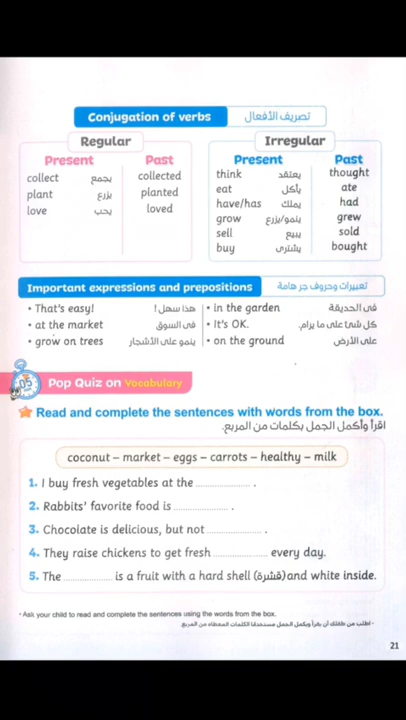 Conjugation of verbs تصريف الأفعال
Regular
Present Past
collect يجمع collected
plant يزرع planted
love يحب loved
Irregular
Present Past
think يعتقد thought
eat يأكل ate
have/has يملك had
grow ينمو/يزرع grew
sell يبيع sold
buy يشترى bought
Important expressions and prepositions تعبيرات وحروف جر هامة
• That's easy! هذا سهل!
• at the market فى السوق
• grow on trees ينمو على الأشجار
• in the garden فى الحديقة
• It's OK. كل شئ على ما يرام.
• on the ground على الأرض
05
Pop Quiz on Vocabulary
Read and complete the sentences with words from the box.
اقرأ وأكمل الجمل بكلمات من المربع.
coconut – market – eggs – carrots – healthy – milk
1. I buy fresh vegetables at the .................... .
2. Rabbits' favorite food is .................... .
3. Chocolate is delicious, but not .................... .
4. They raise chickens to get fresh .................... every day.
5. The .................... is a fruit with a hard shell (قشرة) and white inside.
• Ask your child to read and complete the sentences using the words from the box.
- اطلب من طفلك أن يقرأ ويكمل الجمل مستخدمًا الكلمات المعطاه من المربع.
21